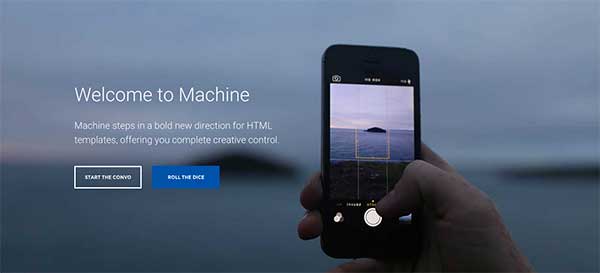 Welcome to Machine
Machine steps in a bold new direction for HTML
templates, offering you complete creative control.
START THE CONVO
ROLL THE DICE